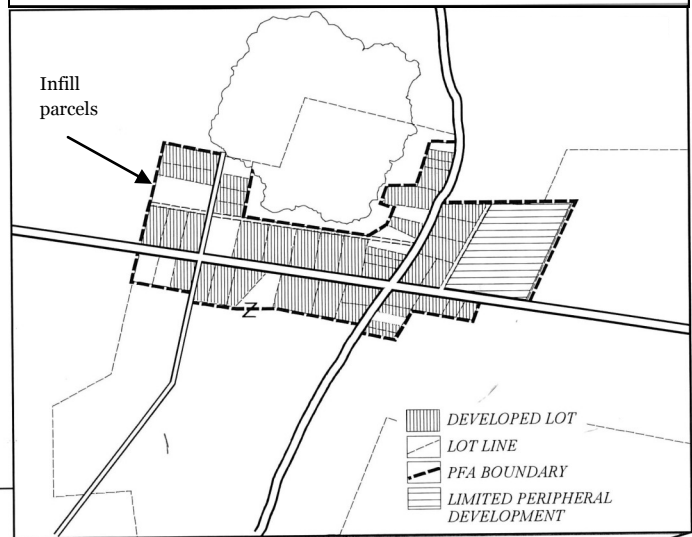 Infill
parcels
DEVELOPED LOT
LOT LINE
PFA BOUNDARY
LIMITED PERIPHERAL
DEVELOPMENT